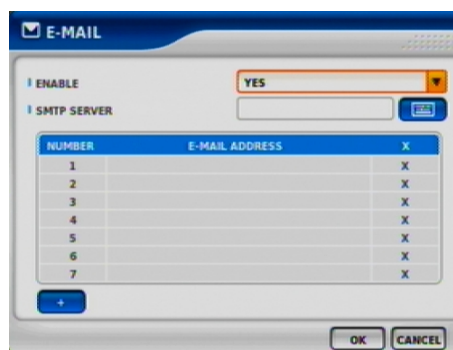 E-MAIL
ENABLE YES
SMTP SERVER
NUMBER E-MAIL ADDRESS X
1 X
2 X
3 X
4 X
5 X
6 X
7 X
+
OK CANCEL